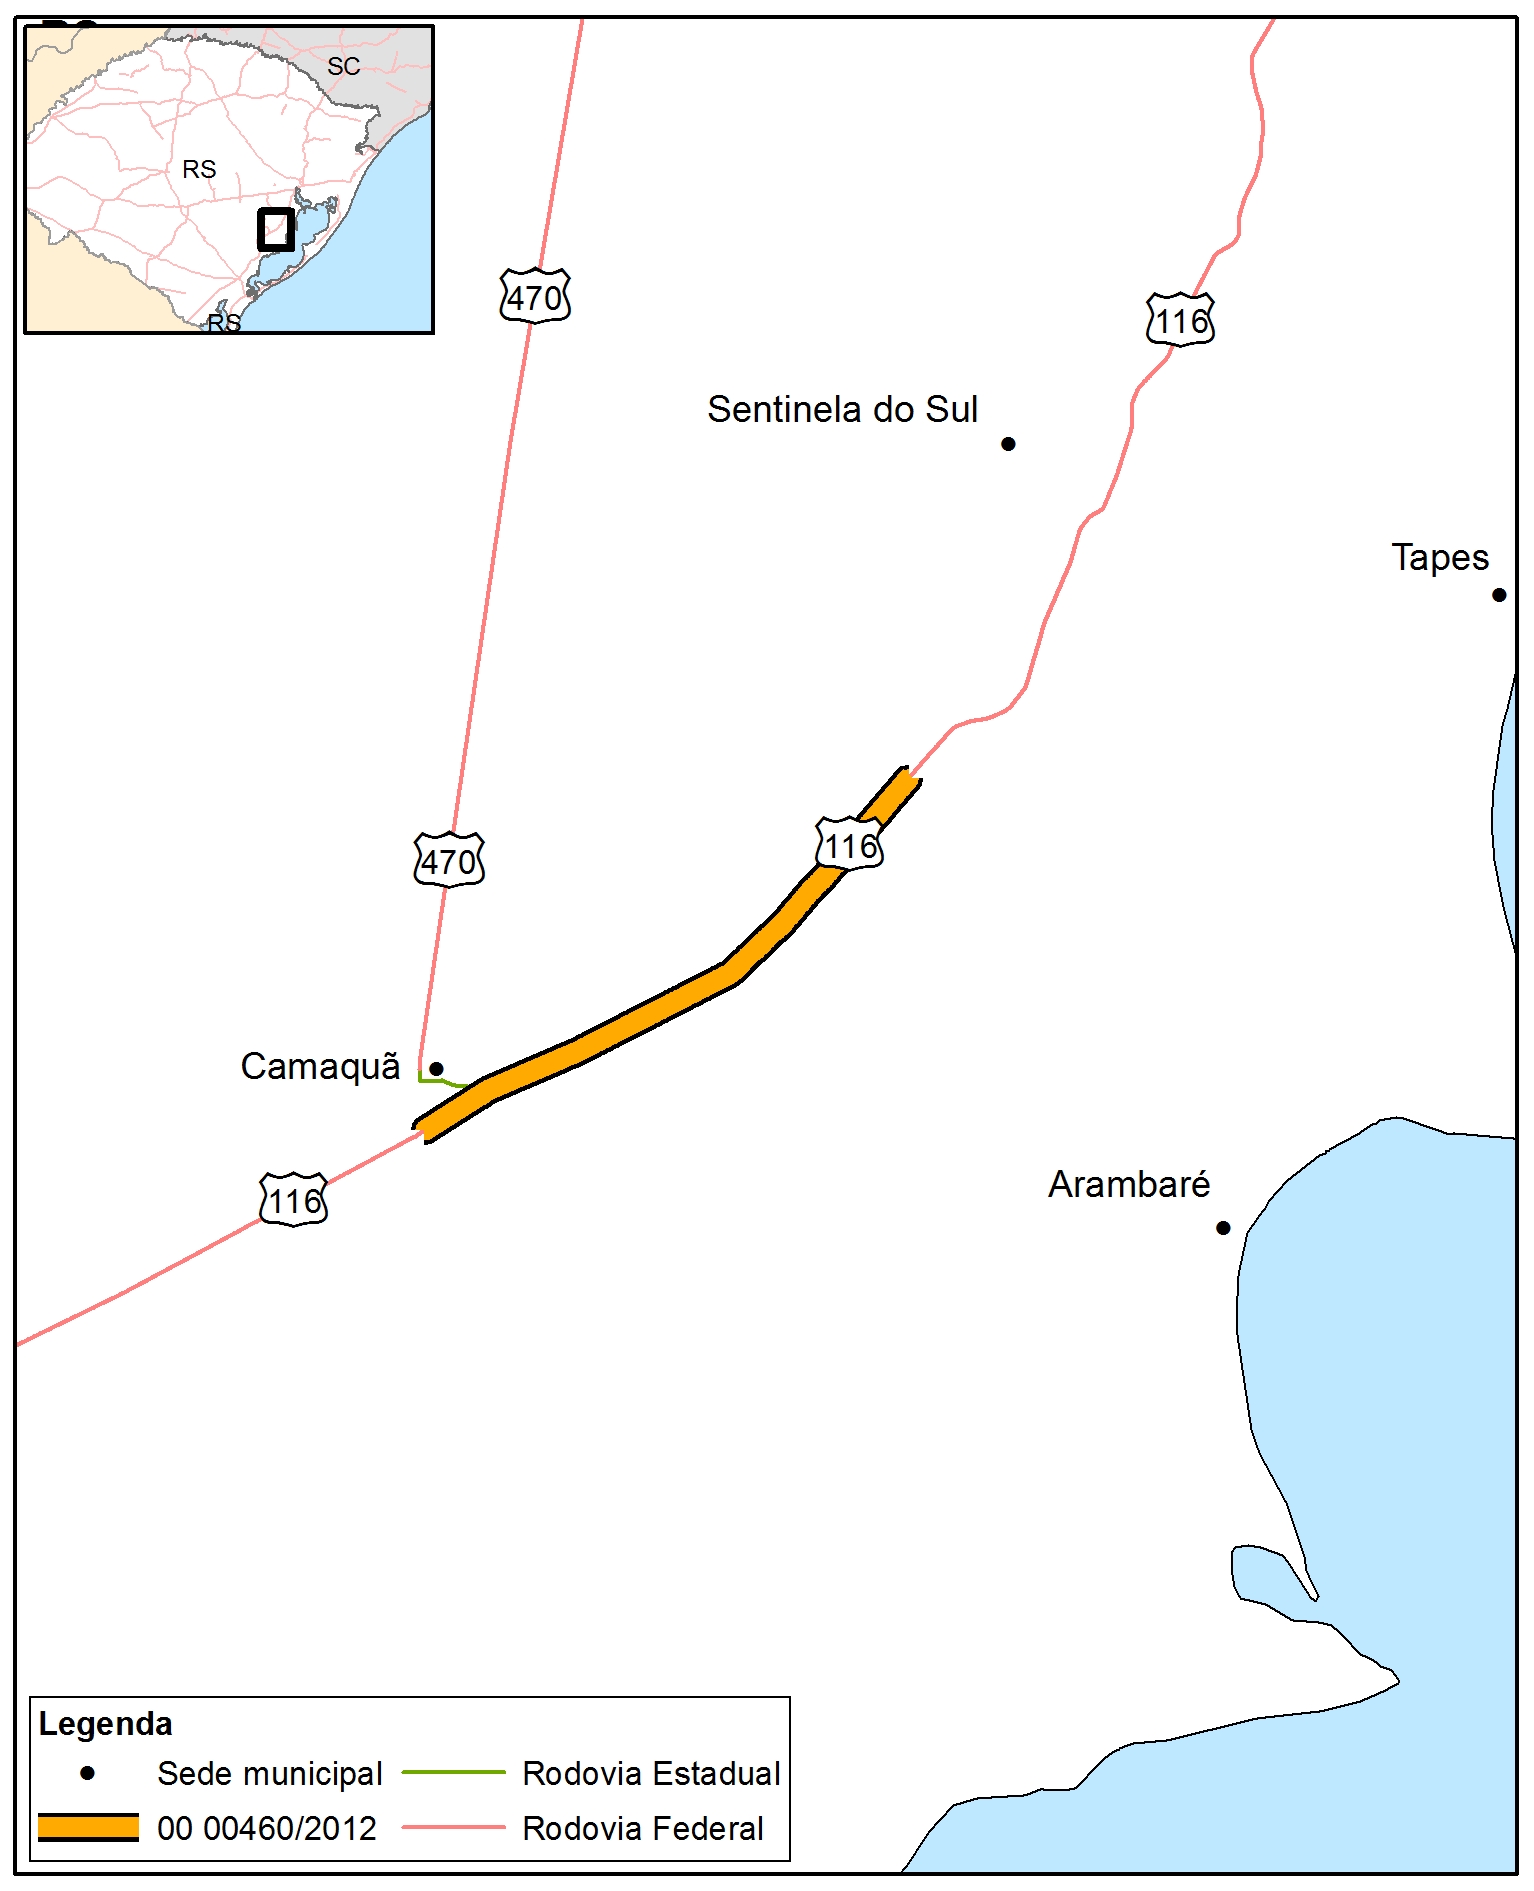 SC
RS
RS
470
116
Sentinela do Sul
Tapes
116
470
Camaquã
116
Arambaré
Legenda
Sede municipal
Rodovia Estadual
00 00460/2012
Rodovia Federal